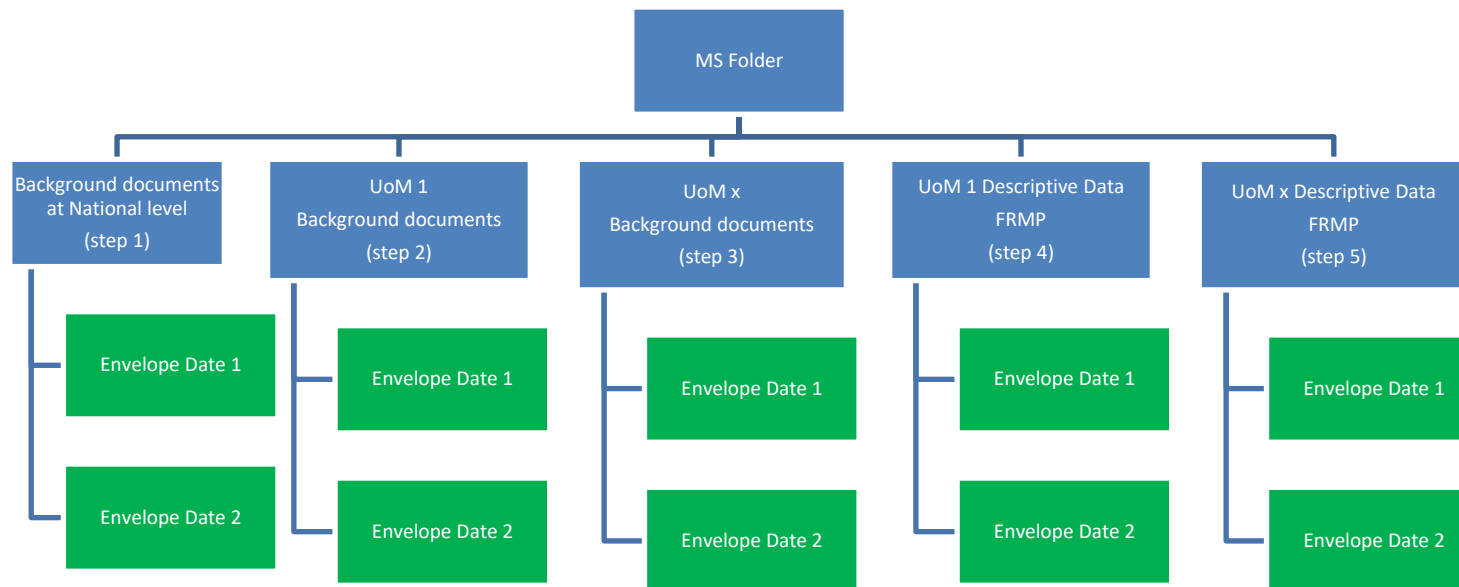 MS Folder
Background documents
at National level
(step 1)
UoM 1
Background documents
(step 2)
UoM x
Background documents
(step 3)
UoM 1 Descriptive Data
FRMP
(step 4)
UoM x Descriptive Data
FRMP
(step 5)
Envelope Date 1
Envelope Date 1
Envelope Date 1
Envelope Date 1
Envelope Date 1
Envelope Date 2
Envelope Date 2
Envelope Date 2
Envelope Date 2
Envelope Date 2